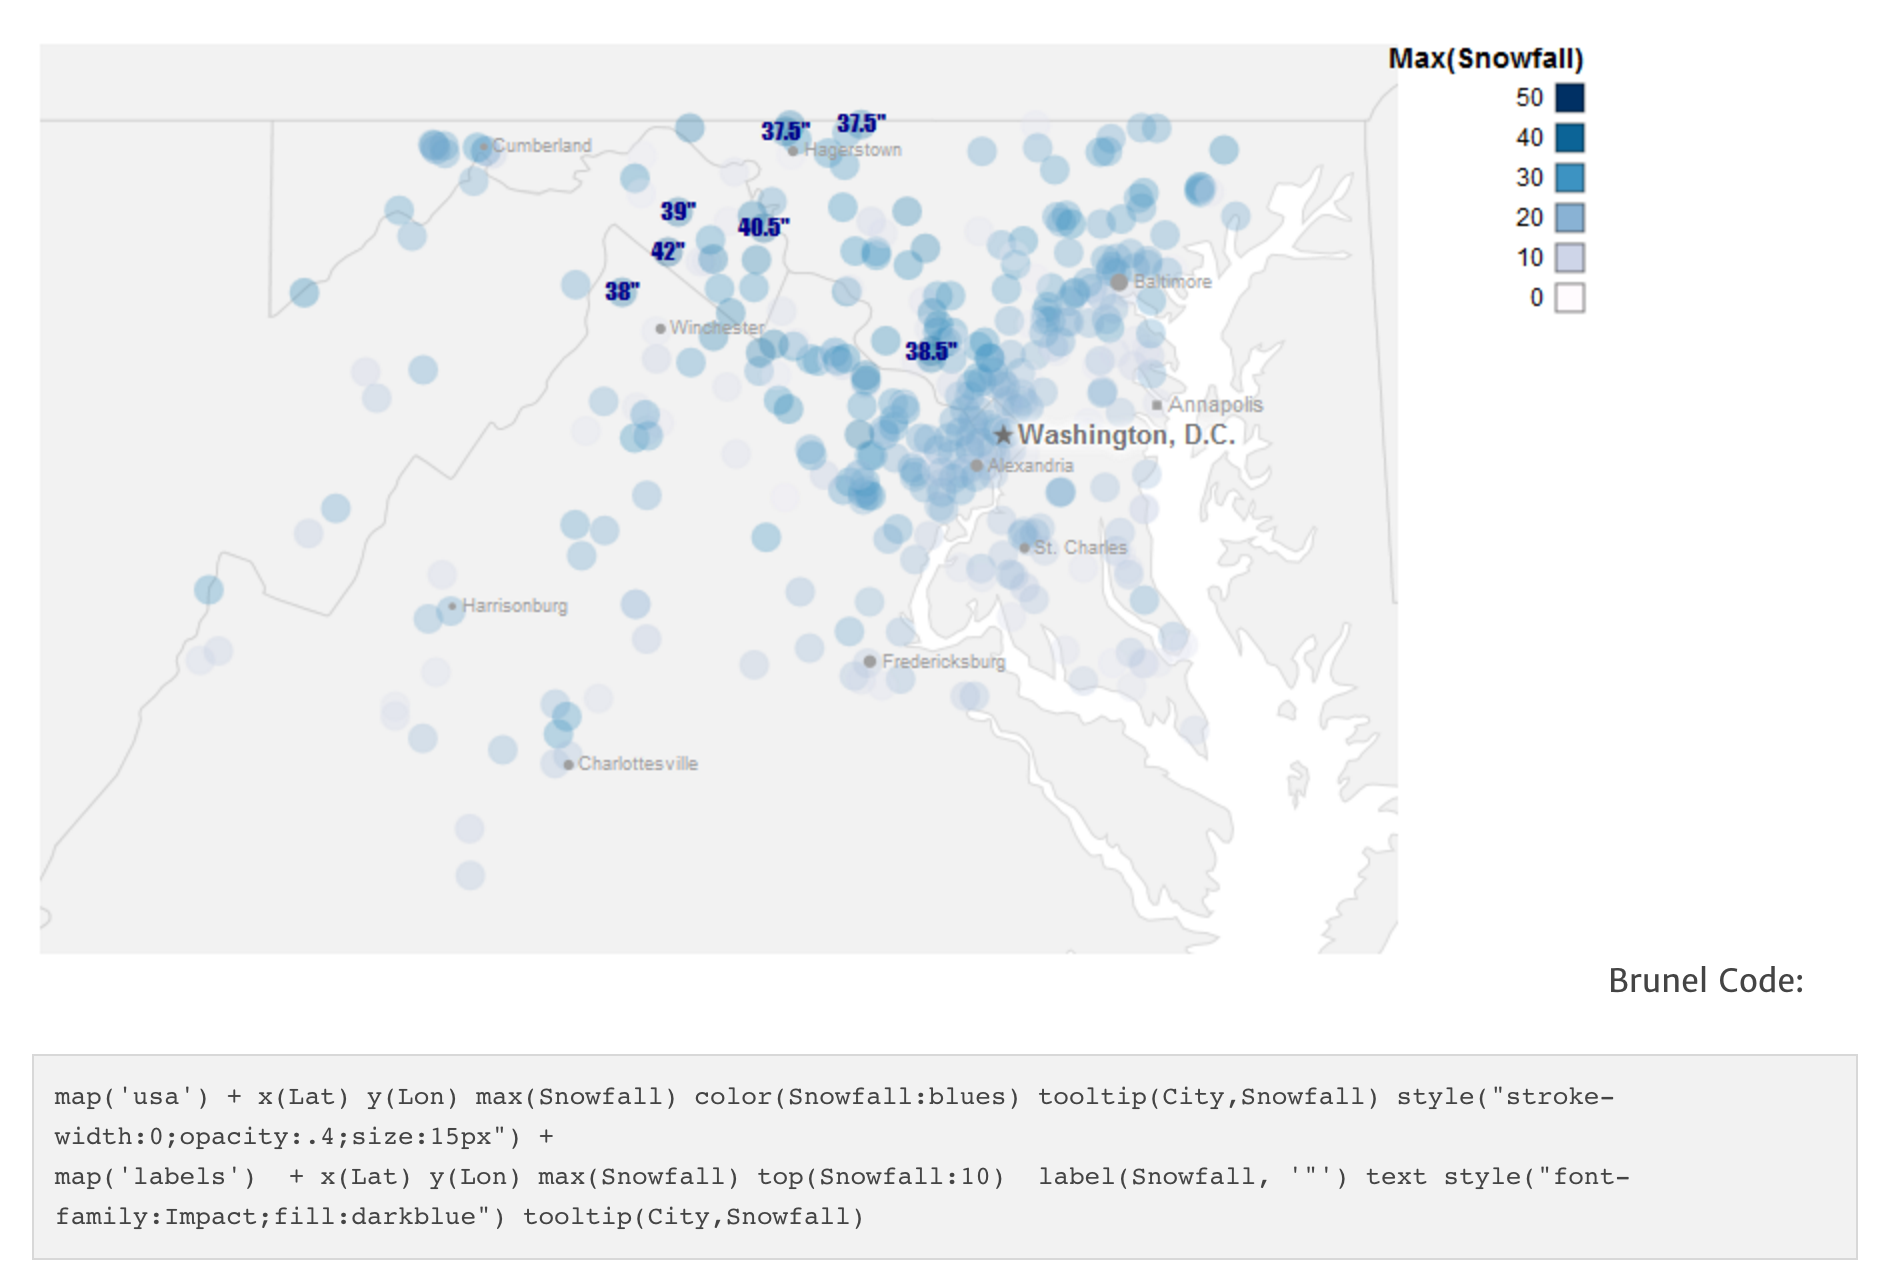 Max(Snowfall)
50
40
30
20
10
0
37.5"
37.5"
Cumberland
Hagerstown
39"
40.5"
42"
38"
Baltimore
Winchester
38.5"
Annapolis
Washington, D.C.
Alexandria
St. Charles
Harrisonburg
Fredericksburg
Charlottesville
Brunel Code:
map('usa') + x(Lat) y(Lon) max(Snowfall) color(Snowfall:blues) tooltip(City,Snowfall) style("stroke-
width:0;opacity:.4;size:15px") +
map('labels')  + x(Lat) y(Lon) max(Snowfall) top(Snowfall:10)  label(Snowfall, '"') text style("font-
family:Impact;fill:darkblue") tooltip(City,Snowfall)